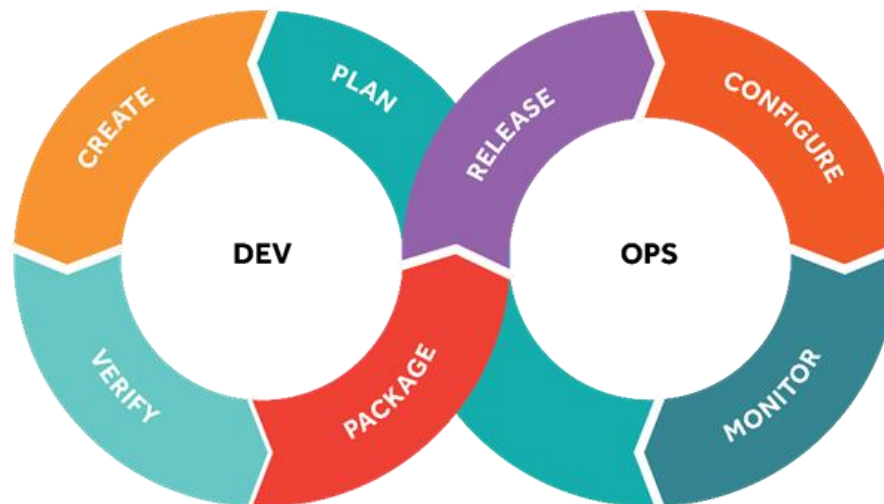 CREATE
PLAN
RELEASE
CONFIGURE
DEV
OPS
VERIFY
PACKAGE
MONITOR